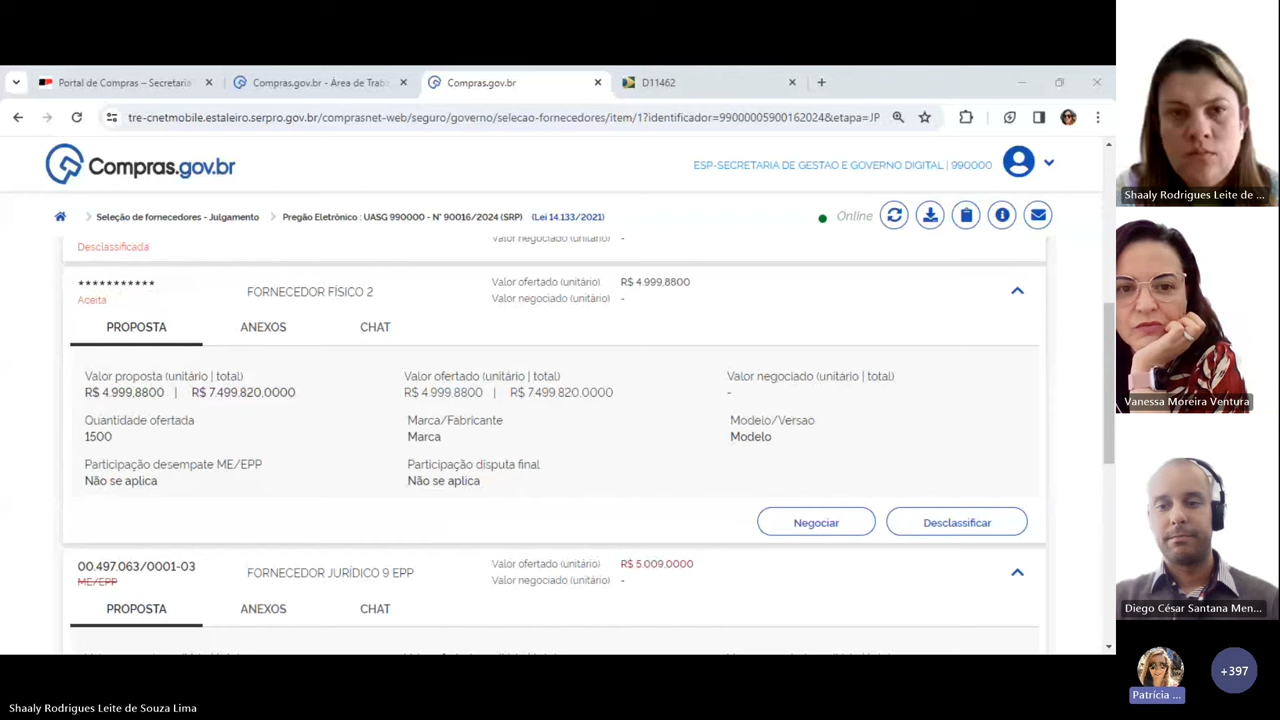 Portal de Compras – Secretaria
Compras.gov.br - Área de Traba
Compras.gov.br
D11462
tre-cnetmobile.estaleiro.serpro.gov.br/comprasnet-web/seguro/governo/selecao-fornecedores/item/1?identificador=99000005900162024&etapa=JP
Compras.gov.br
ESP-SECRETARIA DE GESTAO E GOVERNO DIGITAL | 990000
Seleção de fornecedores - Julgamento
Pregão Eletrônico : UASG 990000 - N° 90016/2024 (SRP) (Lei 14.133/2021)
Online
Desclassificada
Valor negociado (unitário) -
***********
Aceita
FORNECEDOR FÍSICO 2
Valor ofertado (unitário) R$ 4.999,8800
Valor negociado (unitário) -
PROPOSTA
ANEXOS
CHAT
Valor proposta (unitário | total)
R$ 4.999,8800 | R$ 7.499.820,0000
Valor ofertado (unitário | total)
R$ 4.999,8800 | R$ 7.499.820,0000
Valor negociado (unitário | total)
-
Quantidade ofertada
1500
Marca/Fabricante
Marca
Modelo/Versao
Modelo
Participação desempate ME/EPP
Não se aplica
Participação disputa final
Não se aplica
Negociar
Desclassificar
00.497.063/0001-03
ME/EPP
FORNECEDOR JURÍDICO 9 EPP
Valor ofertado (unitário) R$ 5.009,0000
Valor negociado (unitário) -
PROPOSTA
ANEXOS
CHAT
Shaaly Rodrigues Leite de ...
Vanessa Moreira Ventura
Diego César Santana Men...
Patrícia ...
+397
Shaaly Rodrigues Leite de Souza Lima